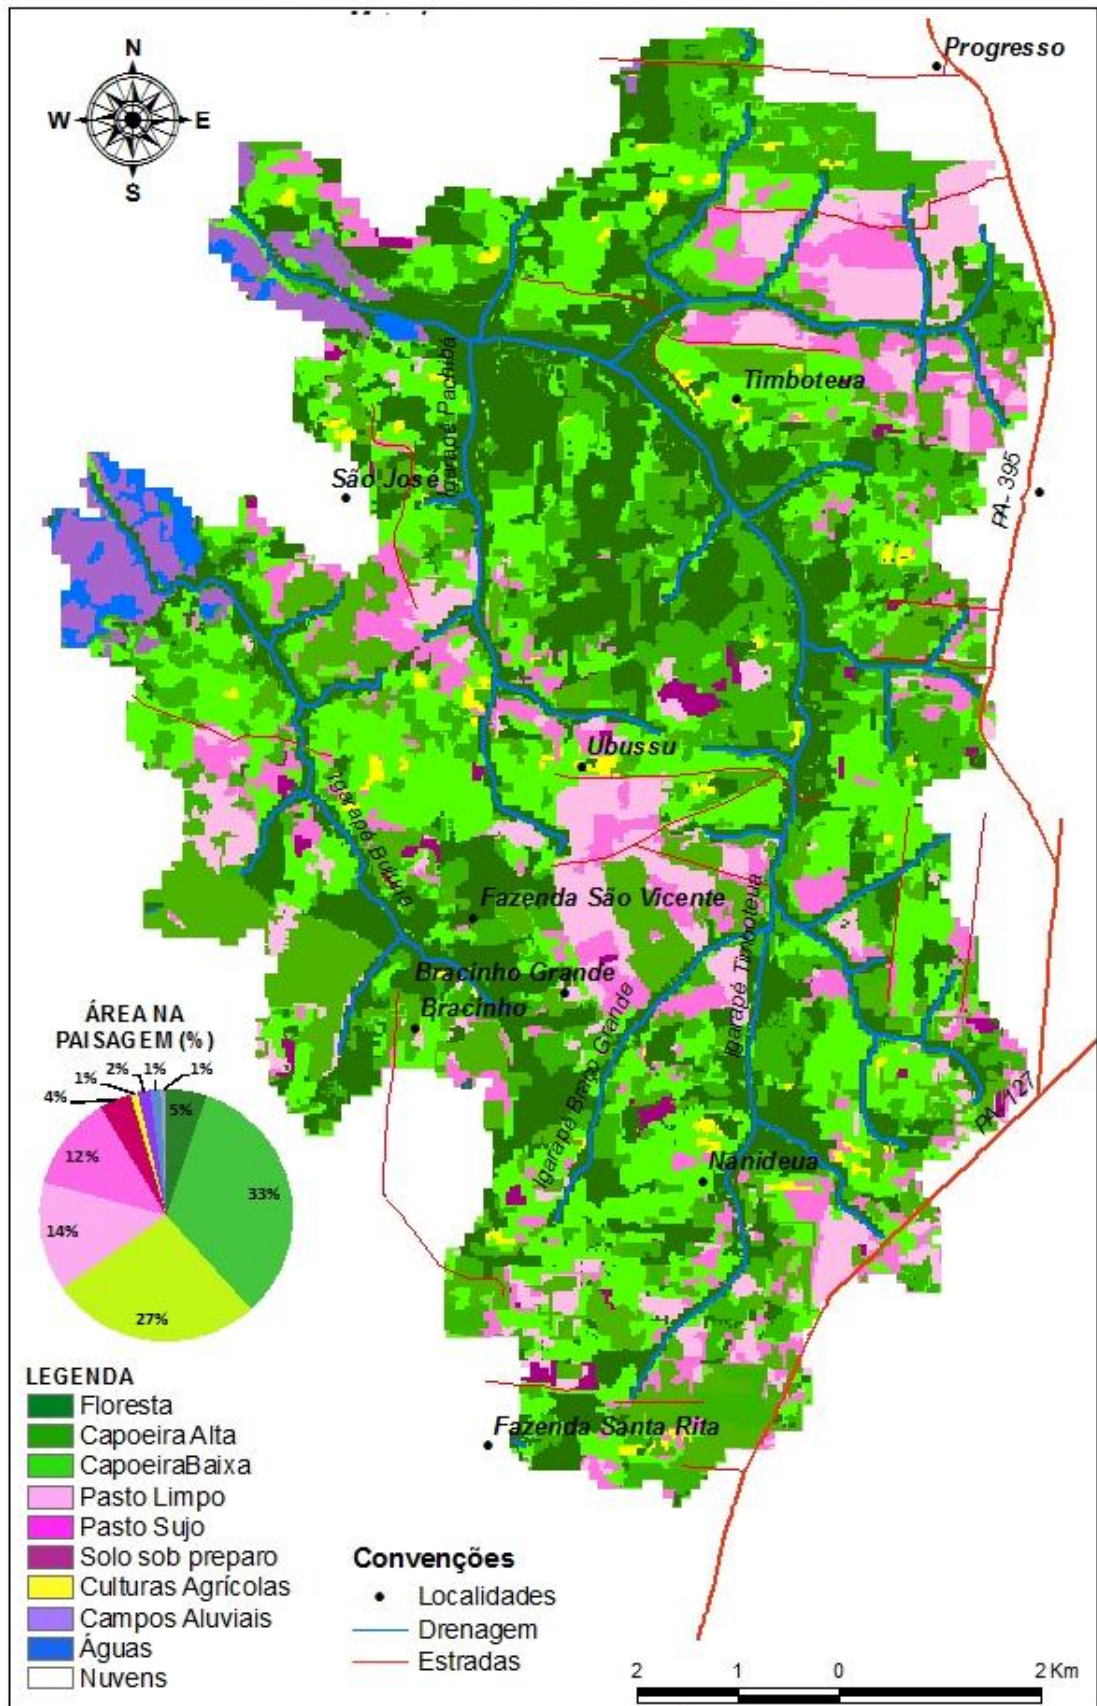 N
W
E
S
Progresso
Timboteua
PA-395
São José
Igarapé Pachibá
Ubussu
Igarapé Timboteua
Fazenda São Vicente
Bracinho Grande
Bracinho
Igarapé Brejo Grande
PA-127
Nanideua
Fazenda Santa Rita
ÁREA NA
PAISAGEM (%)
1%
2%
1%
1%
4%
5%
12%
33%
14%
27%
LEGENDA
Floresta
Capoeira Alta
CapoeiraBaixa
Pasto Limpo
Pasto Sujo
Solo sob preparo
Culturas Agrícolas
Campos Aluviais
Águas
Nuvens
Convenções
Localidades
Drenagem
Estradas
2 1 0 2 Km